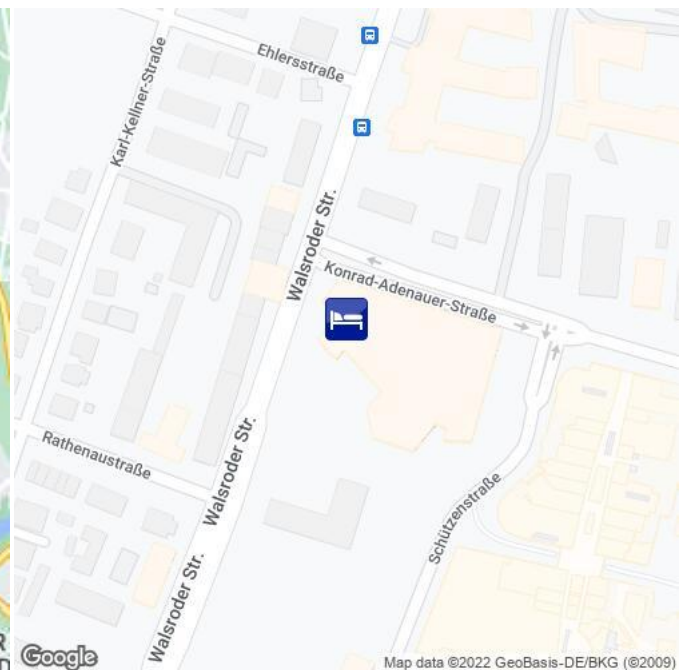 Ehlersstraße
Karl-Kellner-Straße
Walsroder Str.
Konrad-Adenauer-Straße
Rathenaustraße
Walsroder Str.
Schützenstraße
Walsroder Str.
R
D
Google
Map data ©2022 GeoBasis-DE/BKG (©2009)